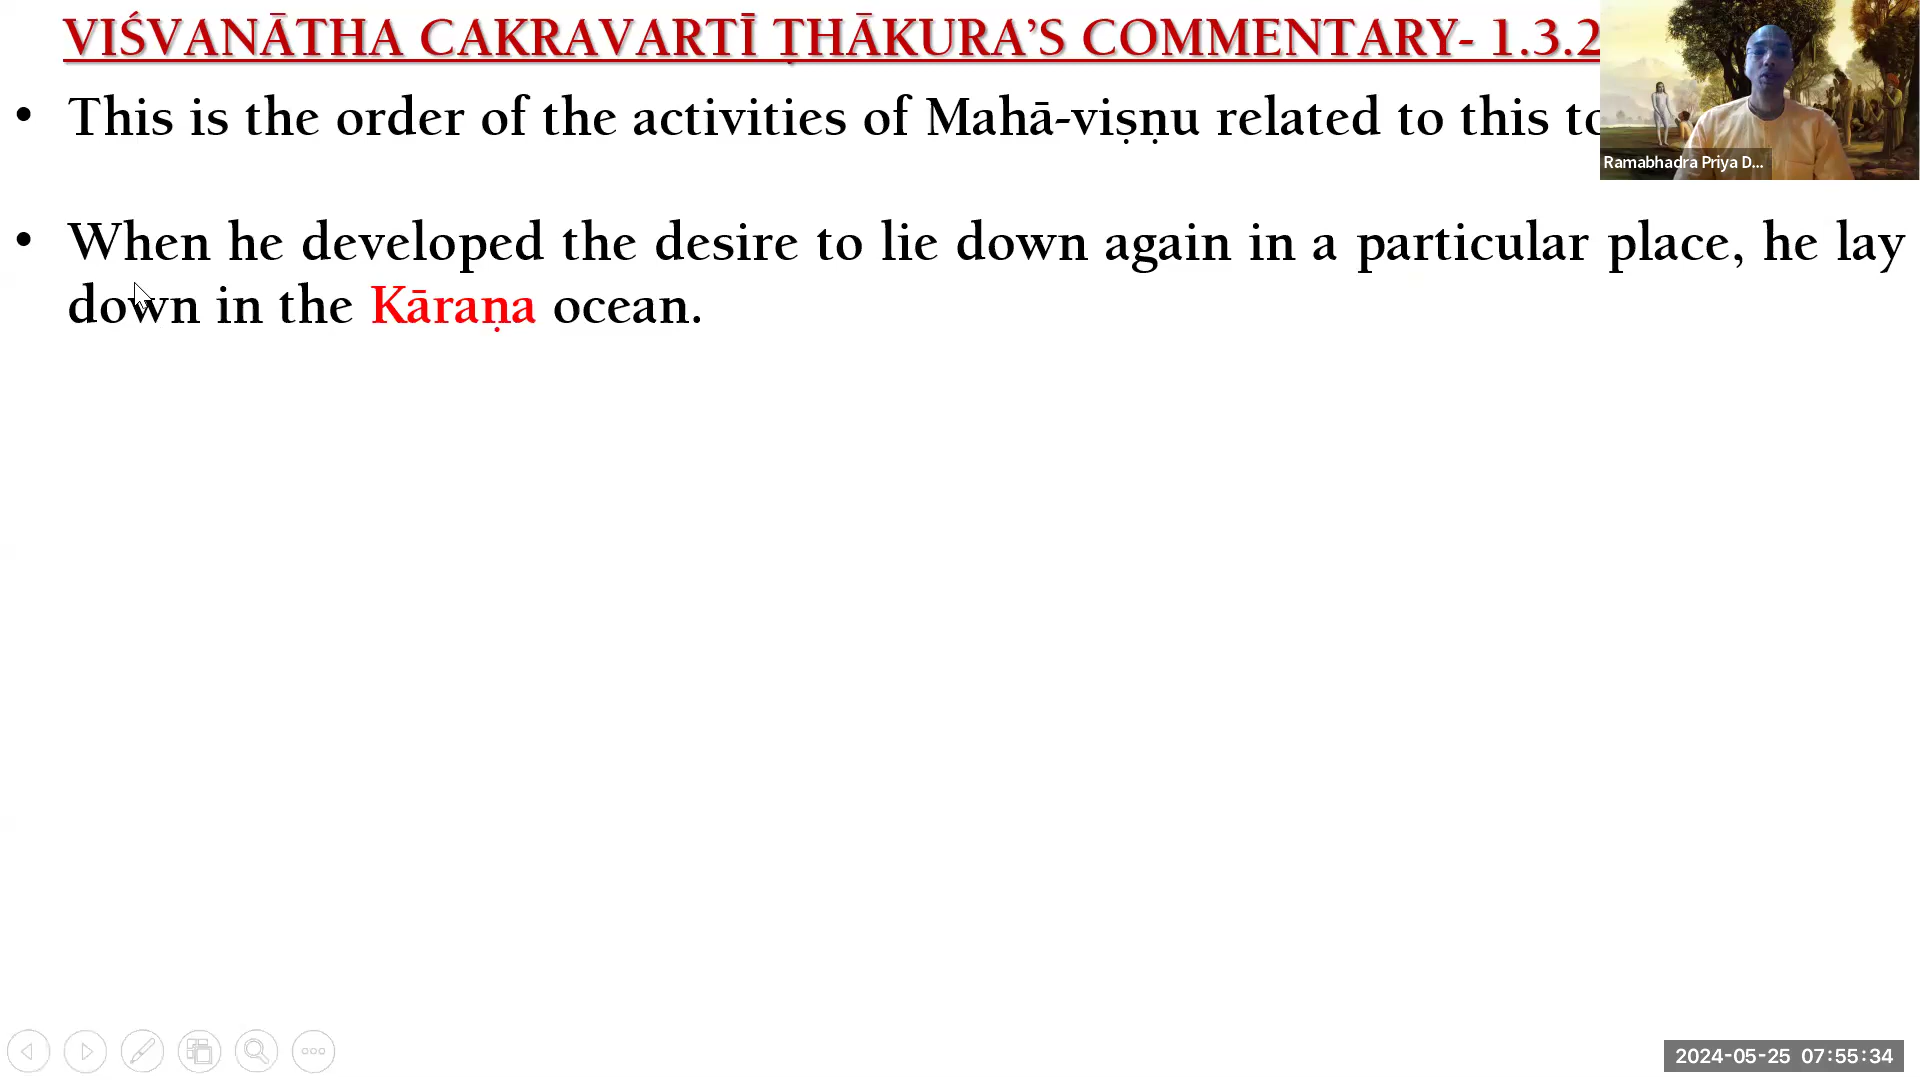 VIŚVANĀTHA CAKRAVARTĪ ṬHĀKURA’S COMMENTARY- 1.3.2
• This is the order of the activities of Mahā-viṣṇu related to this
Ramabhadra Priya D...
• When he developed the desire to lie down again in a particular place, he lay
down in the Kāraṇa ocean.
2024-05-25 07:55:34